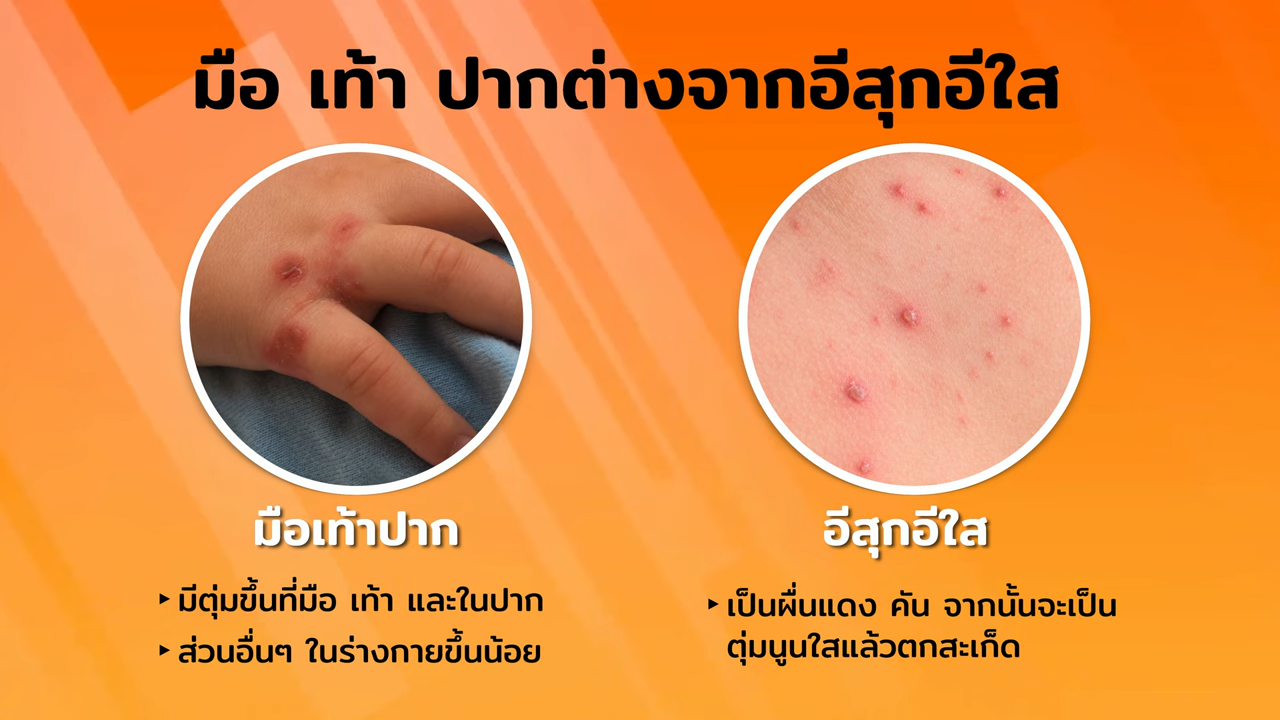 มือ เท้า ปากต่างจากอีสุกอีใส
มือเท้าปาก
‣ มีตุ่มขึ้นที่มือ เท้า และในปาก
‣ ส่วนอื่นๆ ในร่างกายขึ้นน้อย
อีสุกอีใส
‣ เป็นผื่นแดง คัน จากนั้นจะเป็น
ตุ่มนูนใสแล้วตกสะเก็ด